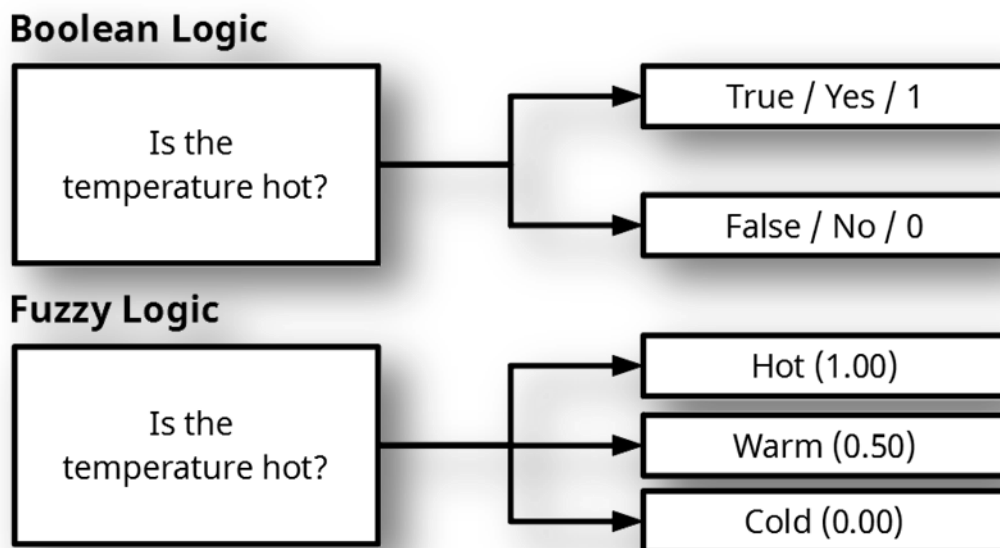 Boolean Logic
Is the
temperature hot?
True / Yes / 1
False / No / 0
Fuzzy Logic
Is the
temperature hot?
Hot (1.00)
Warm (0.50)
Cold (0.00)